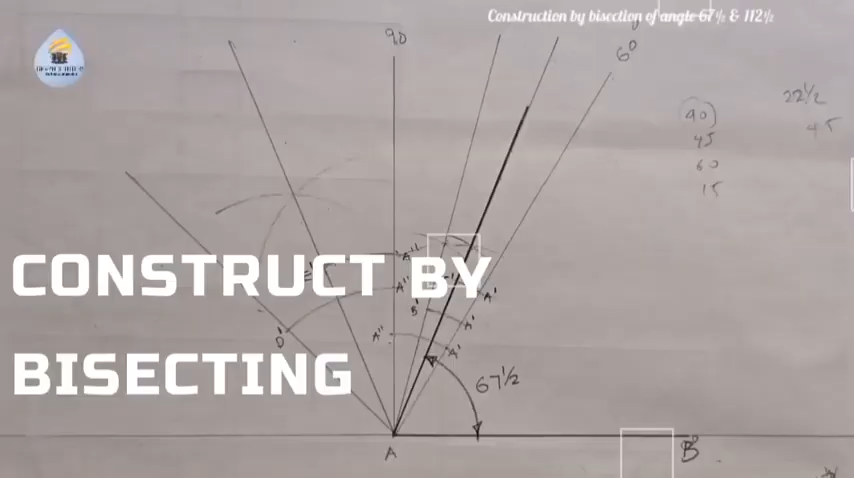 Construction by bisection of angle 67½ & 112½
90
60
22½
90
45
45
60
15
A"
CONSTRUCT BY
A"
A'
B'
A'
D'
A"
A'
BISECTING
67½
A
B